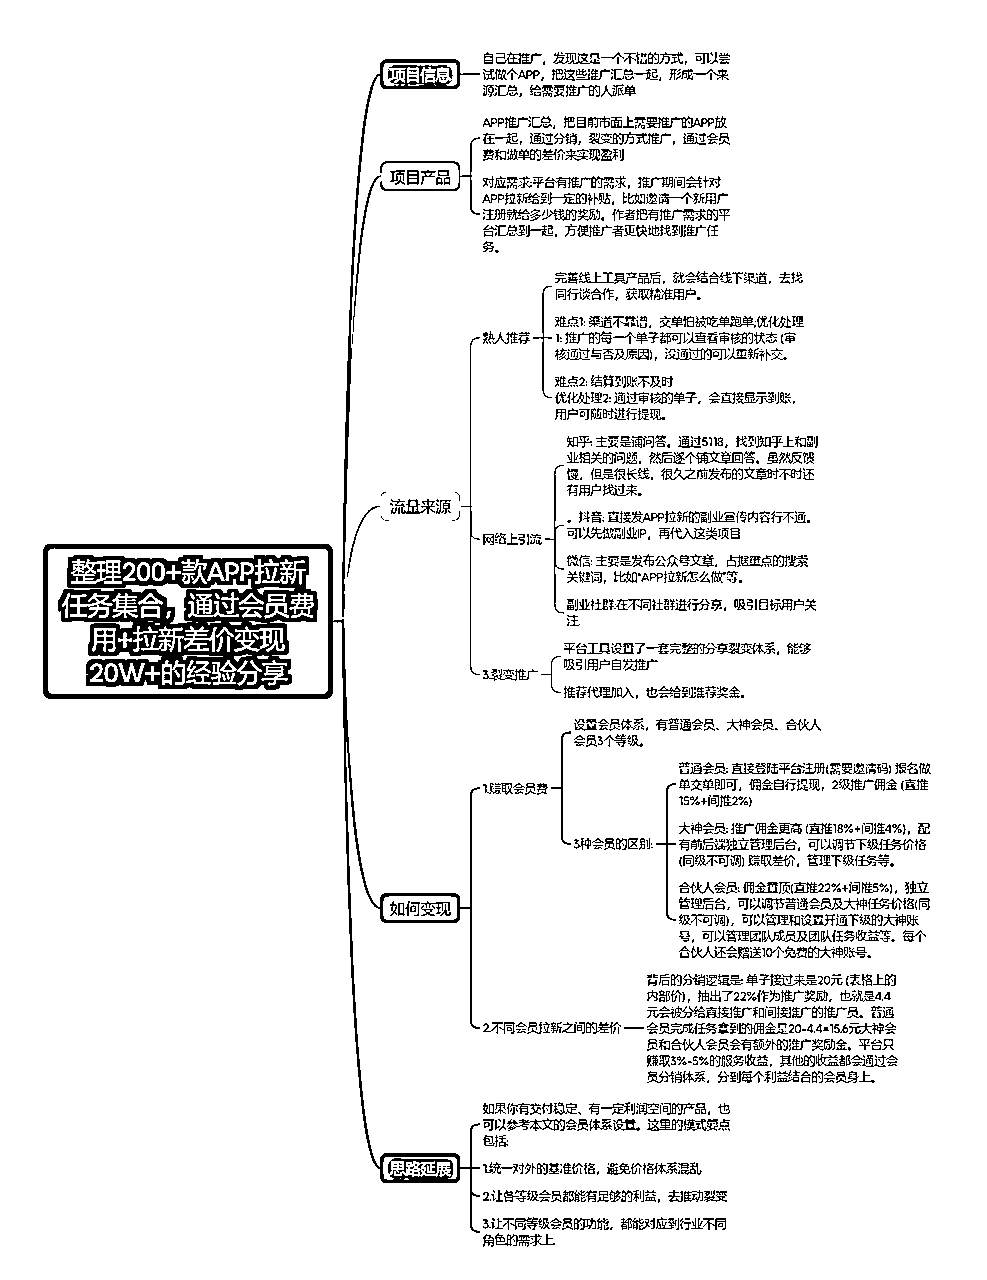 整理200+款APP拉新
任务集合，通过会员费
用+拉新差价变现
20W+的经验分享
项目信息
自己在推广，发现这是一个不错的方式，可以尝
试做个APP，把这些推广汇总一起，形成一个来
源汇总，给需要推广的人派单
项目产品
APP推广汇总，把目前市面上需要推广的APP放
在一起，通过分销，裂变的方式推广，通过会员
费和做单的差价来实现盈利
对应需求:平台有推广的需求，推广期间会针对
APP拉新给到一定的补贴，比如邀请一个新用户
注册就给多少钱的奖励。作者把有推广需求的平
台汇总到一起，方便推广者更快地找到推广任
务。
流量来源
熟人推荐
完善线上工具产品后，就会结合线下渠道，去找
同行谈合作，获取精准用户。
难点1: 渠道不靠谱，交单怕被吃单跑单;优化处理
1: 推广的每一个单子都可以查看审核的状态 (审
核通过与否及原因)，没通过的可以重新补交。
难点2: 结算到账不及时
优化处理2: 通过审核的单子，会直接显示到账，
用户可随时进行提现。
网络上引流
知乎: 主要是铺问答。通过5118，找到知乎上和副
业相关的问题，然后逐个铺文章回答。虽然反馈
慢，但是很长线，很久之前发布的文章时不时还
有用户找过来。
。抖音: 直接发APP拉新的副业宣传内容行不通。
可以先做副业IP，再代入这类项目
微信: 主要是发布公众号文章，占据重点的搜索
关键词，比如“APP拉新怎么做”等。
副业社群:在不同社群进行分享，吸引目标用户关
注
3.裂变推广
平台工具设置了一套完整的分享裂变体系，能够
吸引用户自发推广
推荐代理加入，也会给到推荐奖金。
如何变现
1.赚取会员费
设置会员体系，有普通会员、大神会员、合伙人
会员3个等级。
3种会员的区别:
普通会员: 直接登陆平台注册(需要邀请码) 报名做
单交单即可，佣金自行提现，2级推广佣金 (直推
15%+间推2%)
大神会员: 推广佣金更高 (直推18%+间推4%)，配
有前后端独立管理后台，可以调节下级任务价格
(同级不可调) 赚取差价，管理下级任务等。
合伙人会员: 佣金置顶(直推22%+间推5%)，独立
管理后台，可以调节普通会员及大神任务价格(同
级不可调)，可以管理和设置开通下级的大神账
号，可以管理团队成员及团队任务收益等。每个
合伙人还会赠送10个免费的大神账号。
2.不同会员拉新之间的差价
背后的分销逻辑是: 单子接过来是20元 (表格上的
内部价)，抽出了22%作为推广奖励，也就是4.4
元会被分给直接推广和间接推广的推广员。普通
会员完成任务拿到的佣金是20-4.4=15.6元大神会
员和合伙人会员会有额外的推广奖励金。平台只
赚取3%-5%的服务收益，其他的收益都会通过会
员分销体系，分到每个利益结合的会员身上。
思路延展
如果你有交付稳定、有一定利润空间的产品，也
可以参考本文的会员体系设置。这里的模式要点
包括:
1.统一对外的基准价格，避免价格体系混乱
2.让各等级会员都能有足够的利益，去推动裂变
3.让不同等级会员的功能，都能对应到行业不同
角色的需求上